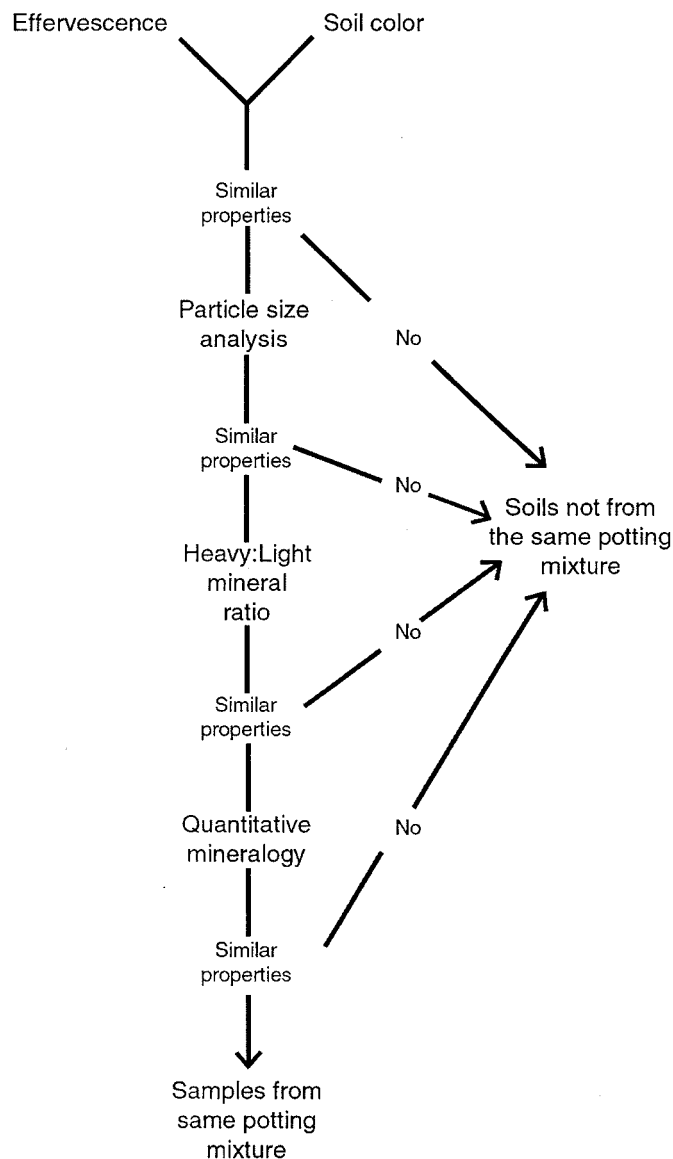 Effervescence
Soil color
Similar
properties
Particle size
analysis
No
Similar
properties
No
Soils not from
the same potting
mixture
Heavy:Light
mineral
ratio
No
Similar
properties
Quantitative
mineralogy
No
Similar
properties
Samples from
same potting
mixture